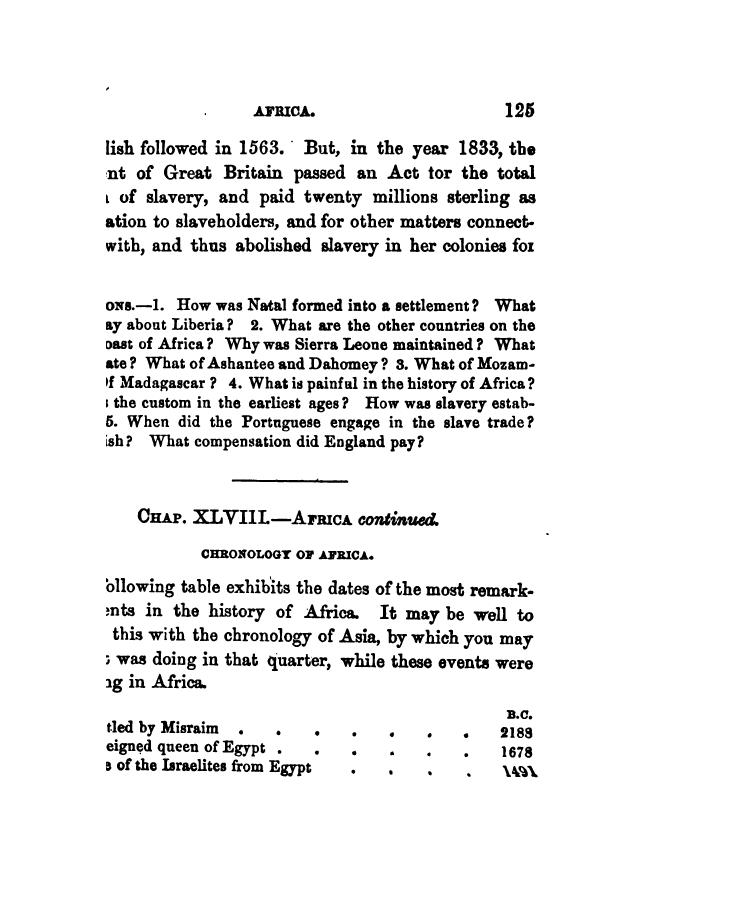 AFRICA. 125
lish followed in 1563. But, in the year 1833, the
nt of Great Britain passed an Act for the total
of slavery, and paid twenty millions sterling as
ation to slaveholders, and for other matters connect-
with, and thus abolished slavery in her colonies for
ONS.—1. How was Natal formed into a settlement? What
ay about Liberia? 2. What are the other countries on the
oast of Africa? Why was Sierra Leone maintained? What
ate? What of Ashantee and Dahomey? 3. What of Mozam-
f Madagascar? 4. What is painful in the history of Africa?
the custom in the earliest ages? How was slavery estab-
5. When did the Portuguese engage in the slave trade?
ish? What compensation did England pay?
CHAP. XLVIII.—AFRICA continued.
CHRONOLOGY OF AFRICA.
ollowing table exhibits the dates of the most remark-
ents in the history of Africa. It may be well to
this with the chronology of Asia, by which you may
was doing in that quarter, while these events were
ng in Africa.
B.C.
tled by Misraim . . . . . . . 2188
eigned queen of Egypt . . . . . . 1678
of the Israelites from Egypt . . . . 1491